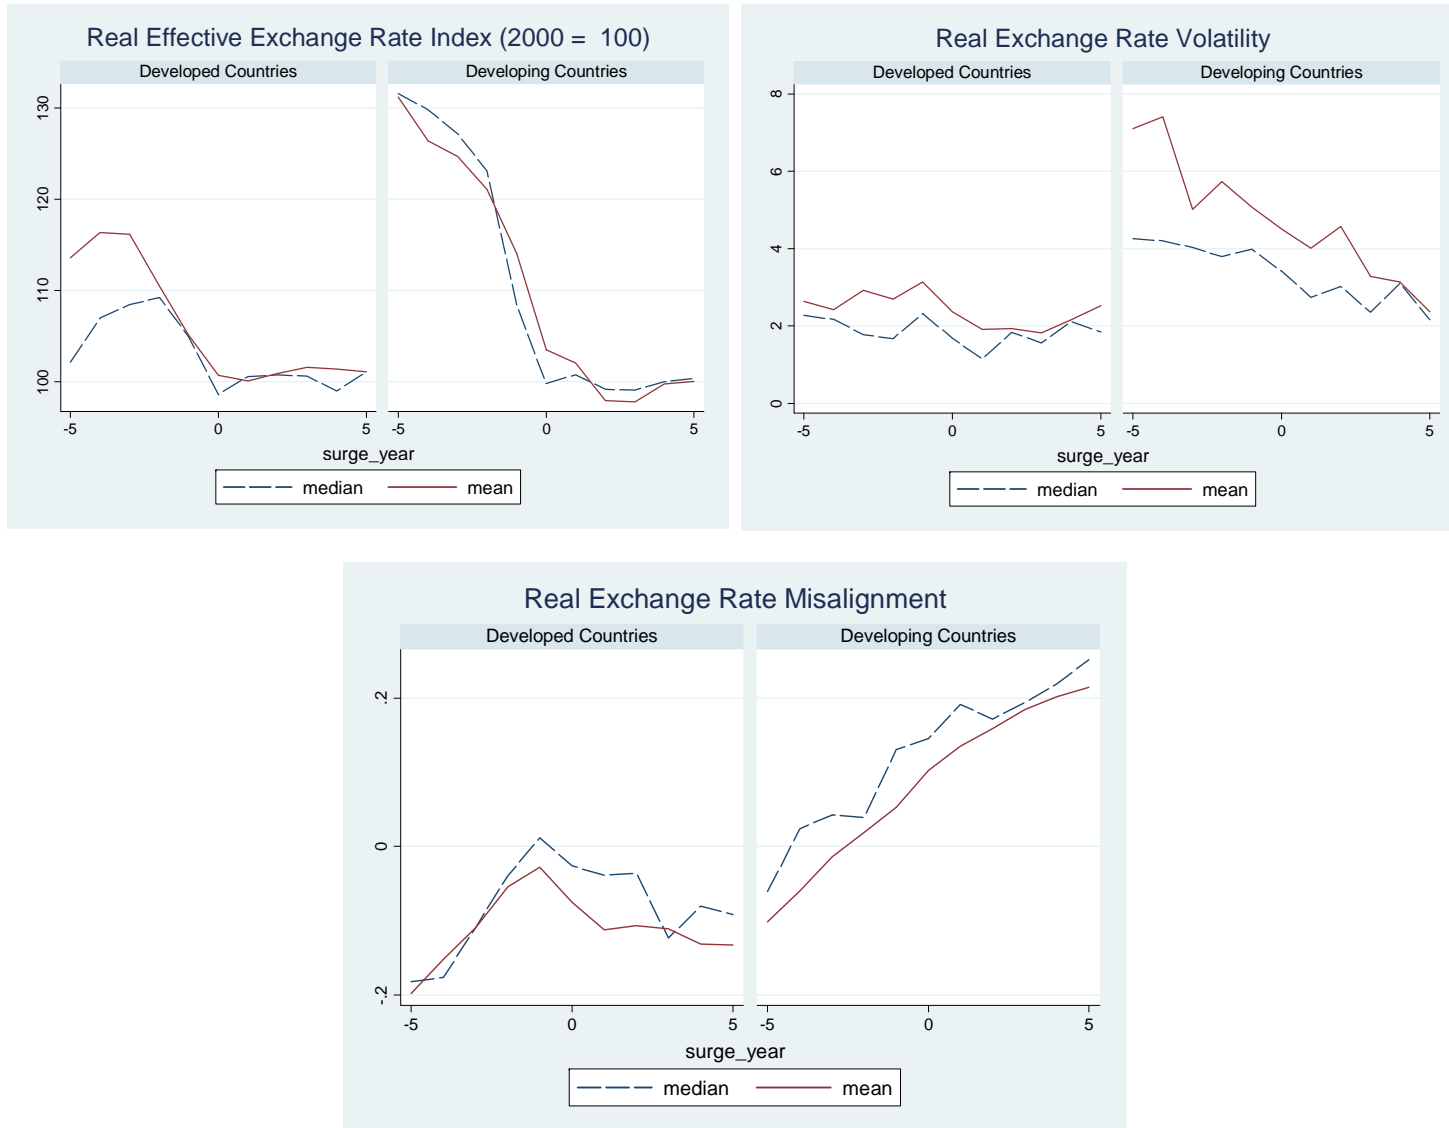 Real Effective Exchange Rate Index (2000 = 100)
Developed Countries
Developing Countries
130
120
110
100
-5
0
5
-5
0
5
surge_year
median
mean
Real Exchange Rate Volatility
Developed Countries
Developing Countries
8
6
4
2
0
-5
0
5
-5
0
5
surge_year
median
mean
Real Exchange Rate Misalignment
Developed Countries
Developing Countries
.2
0
-.2
-5
0
5
-5
0
5
surge_year
median
mean